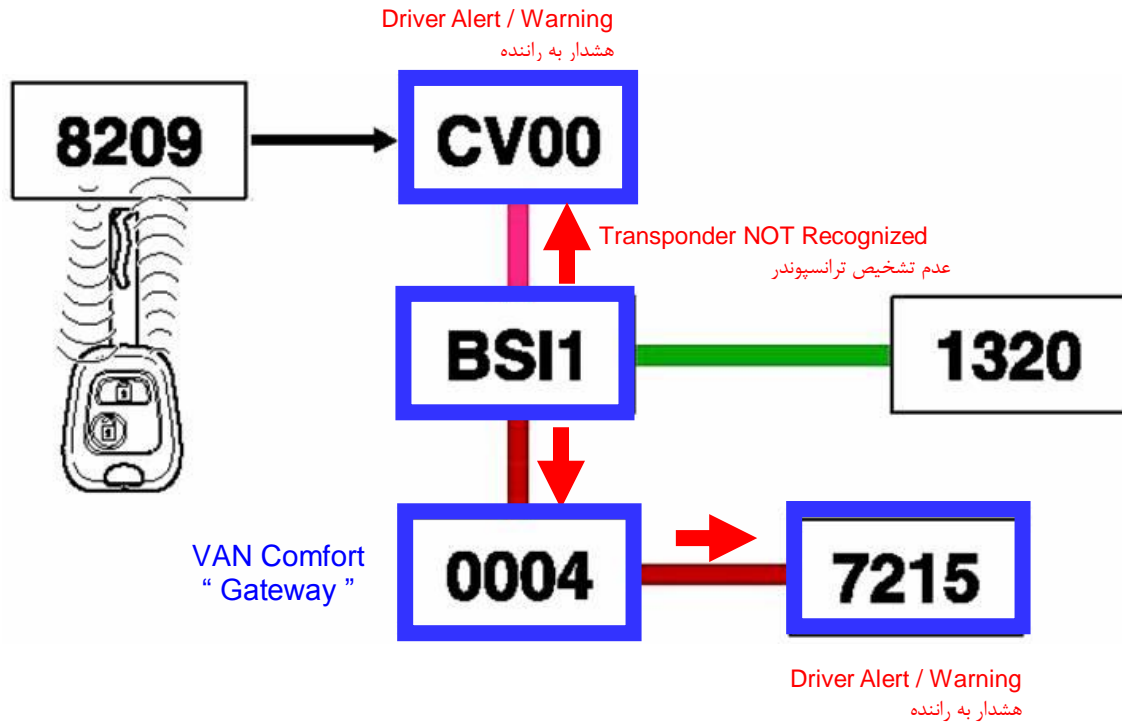 Driver Alert / Warning
هشدار به راننده
8209
CV00
Transponder NOT Recognized
عدم تشخیص ترانسپوندر
BSI1
1320
VAN Comfort
“ Gateway ”
0004
7215
Driver Alert / Warning
هشدار به راننده